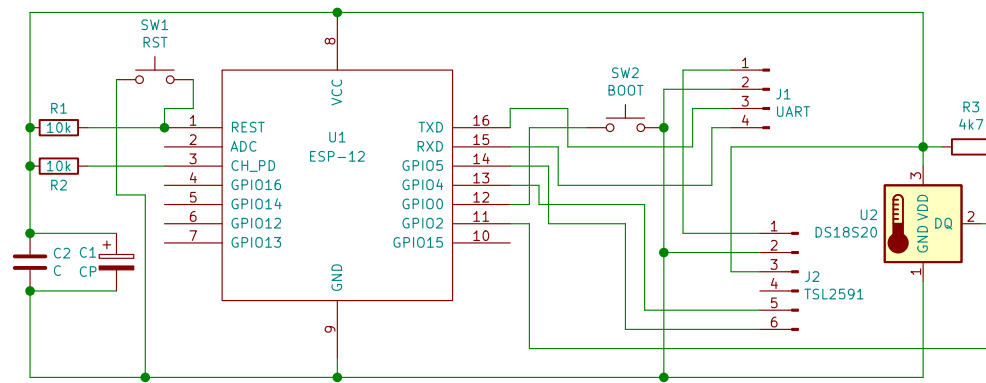 SW1
RST
R1
10k
10k
R2
C2
C
C1
+
CP
8
VCC
U1
ESP-12
1
REST
2
ADC
3
CH_PD
4
GPIO16
5
GPIO14
6
GPIO12
7
GPIO13
TXD
16
RXD
15
GPIO5
14
GPIO4
13
GPIO0
12
GPIO2
11
GPIO15
10
GND
9
SW2
BOOT
1
2
3
4
J1
UART
1
2
3
4
5
6
J2
TSL2591
R3
4k7
3
U2
DS18S20
VDD
DQ
2
GND
1